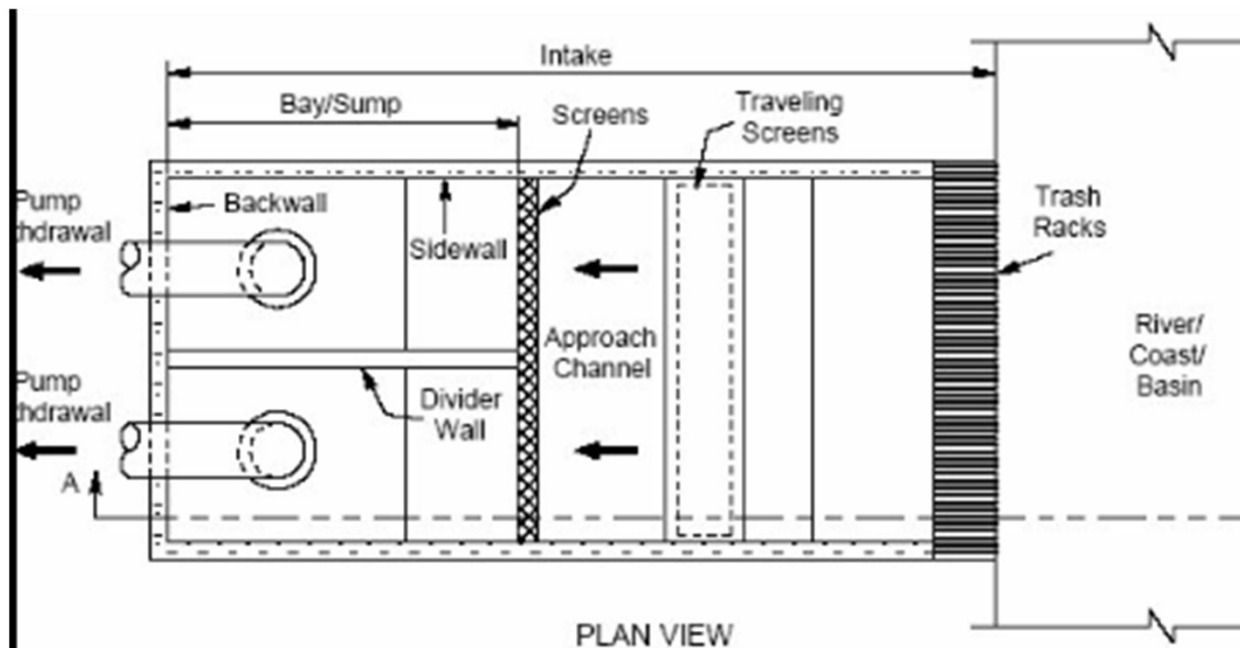 Intake
Bay/Sump
Screens
Traveling
Screens
Pump
thdrawal
Backwall
Sidewall
Trash
Racks
Approach
Channel
River/
Coast/
Basin
Pump
thdrawal
Divider
Wall
A
PLAN VIEW